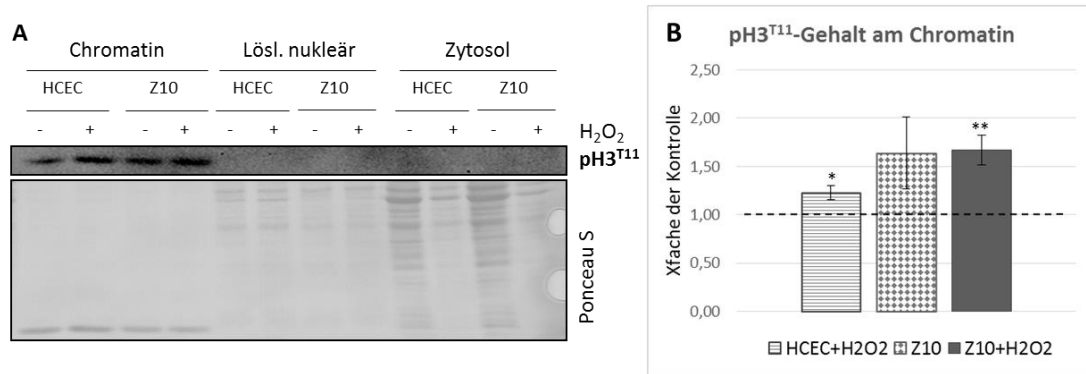 A
Chromatin Lösl. nukleär Zytosol
HCEC Z10 HCEC Z10 HCEC Z10
- + - + - + - + - + - + H₂O₂
pH3ᵀ¹¹
Ponceau S
B pH3ᵀ¹¹-Gehalt am Chromatin
Xfache der Kontrolle
2,50
2,00
1,50
1,00
0,50
0,00
*
**
HCEC+H2O2 Z10 Z10+H2O2